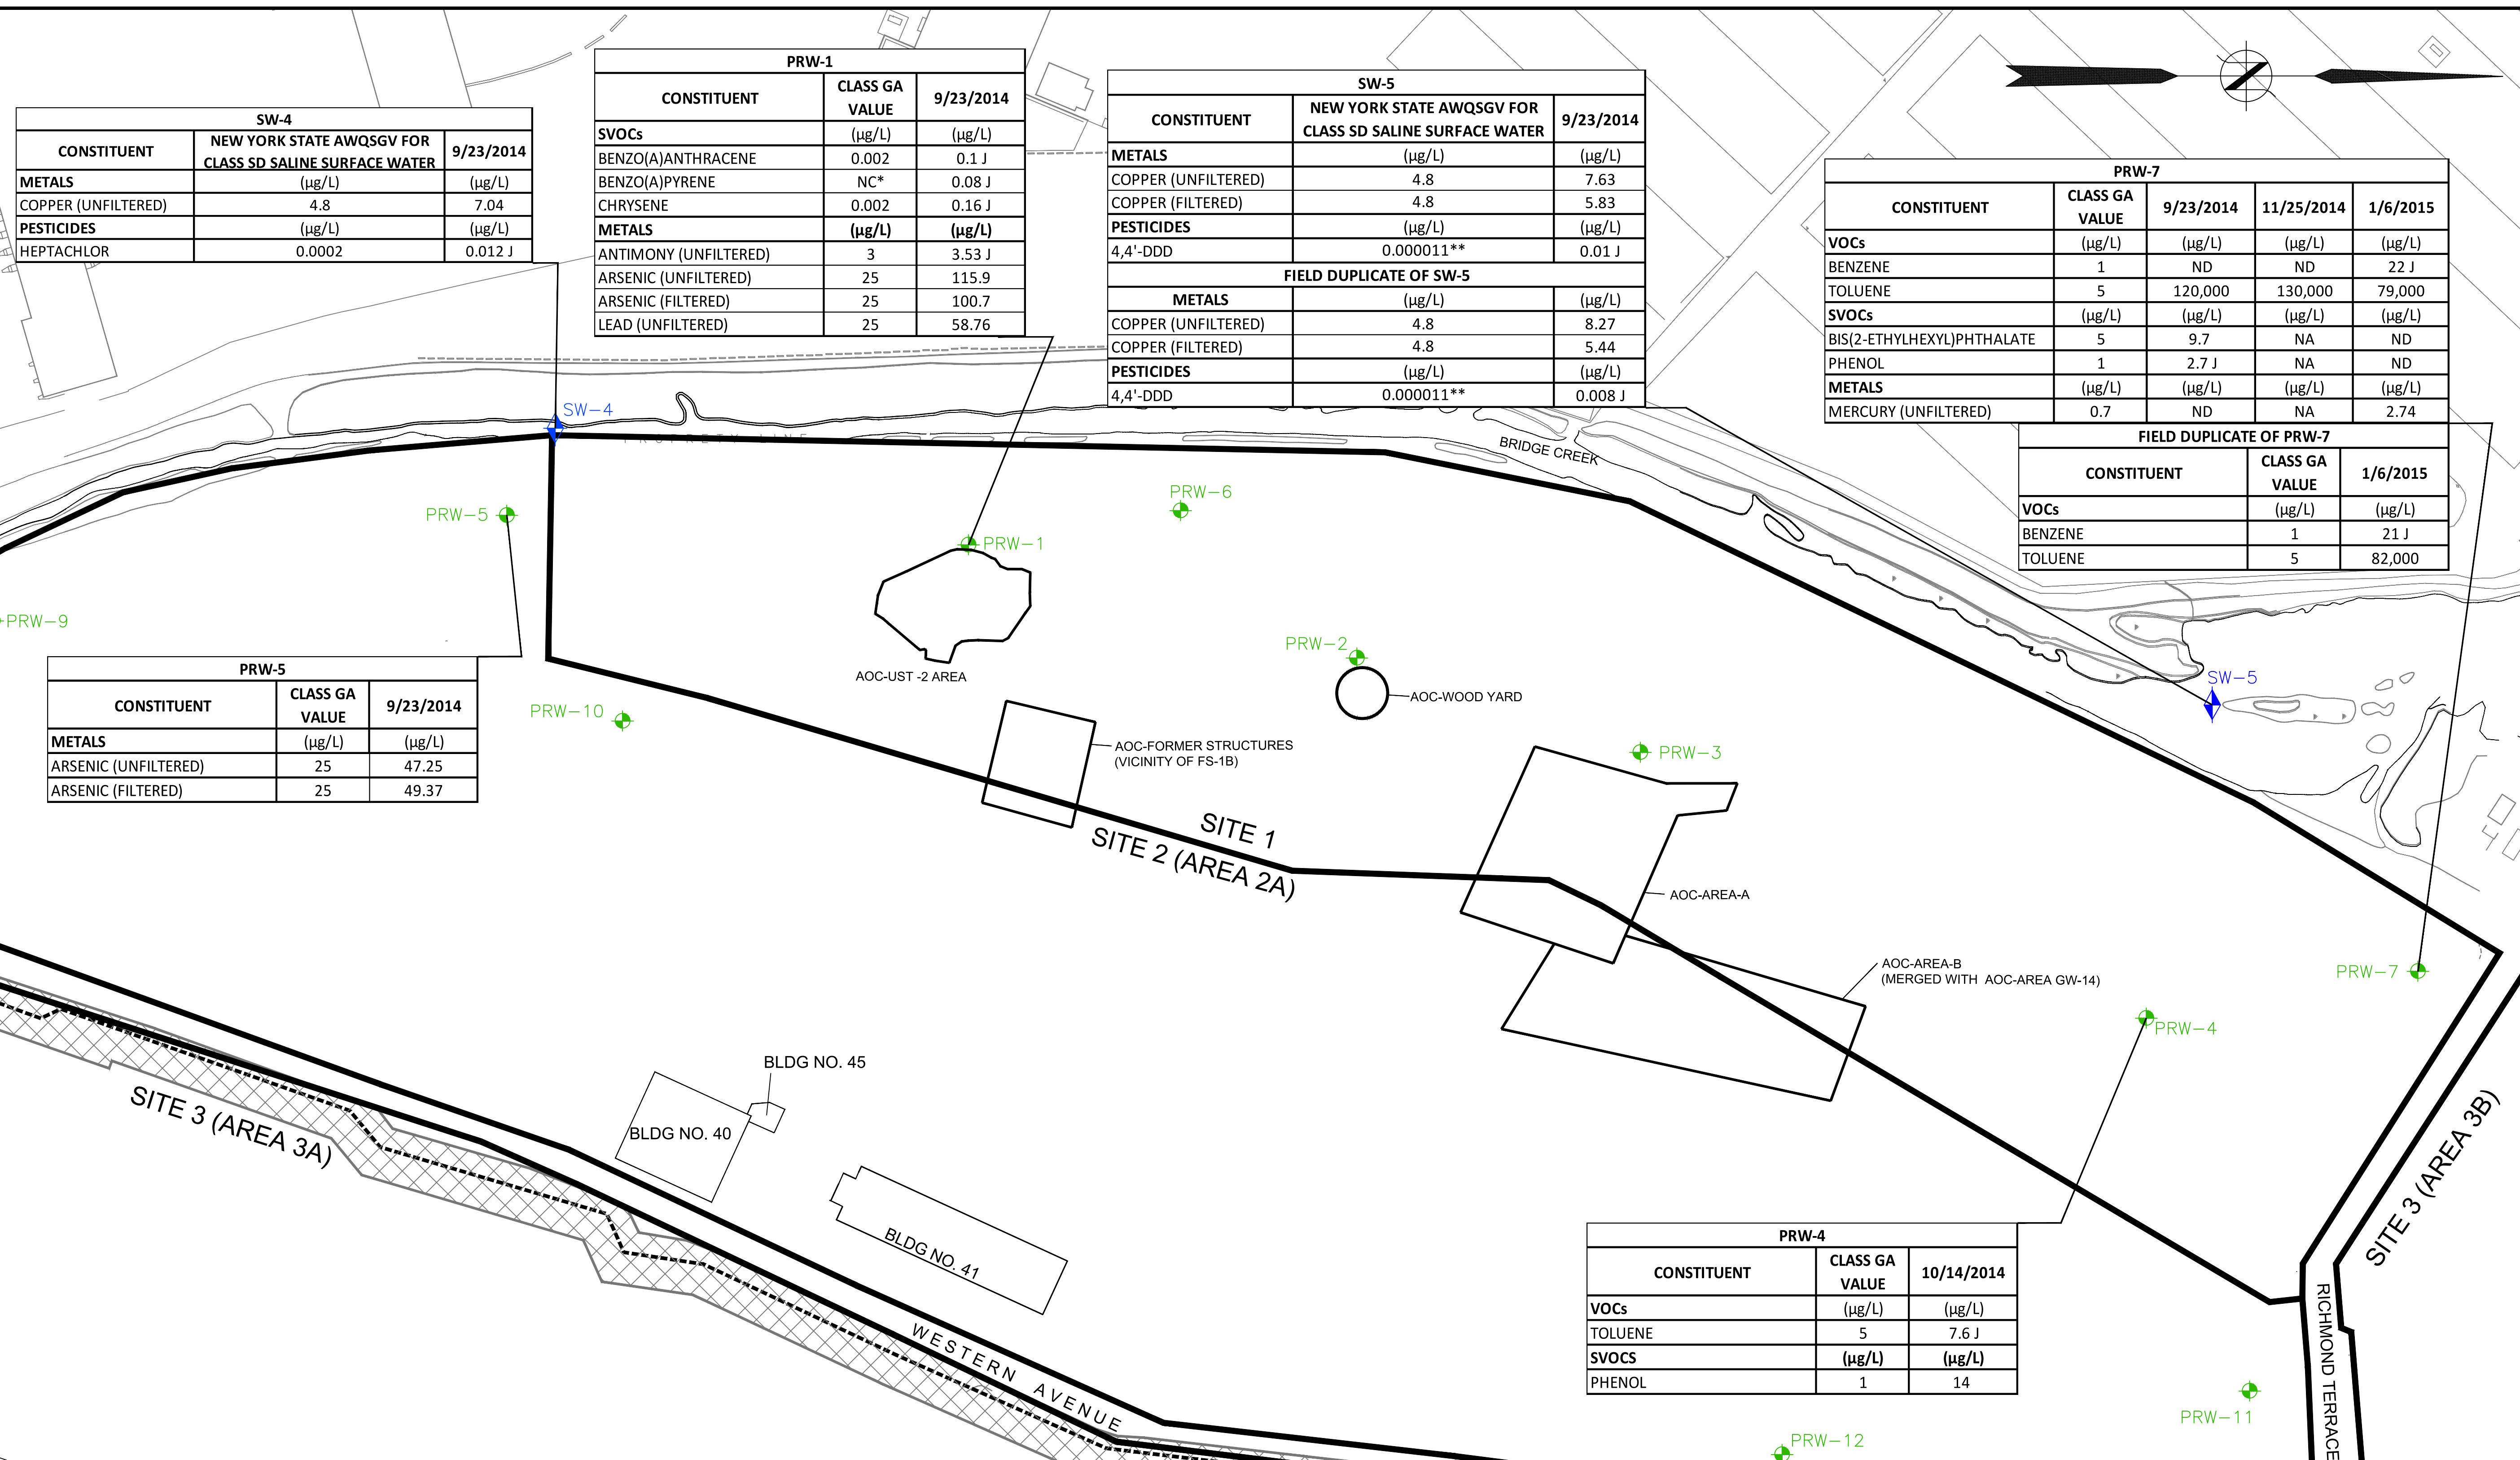 SW-4
CONSTITUENT NEW YORK STATE AWQSGV FOR CLASS SD SALINE SURFACE WATER 9/23/2014
METALS (µg/L) (µg/L)
COPPER (UNFILTERED) 4.8 7.04
PESTICIDES (µg/L) (µg/L)
HEPTACHLOR 0.0002 0.012 J
PRW-1
CONSTITUENT CLASS GA VALUE 9/23/2014
SVOCs (µg/L) (µg/L)
BENZO(A)ANTHRACENE 0.002 0.1 J
BENZO(A)PYRENE NC* 0.08 J
CHRYSENE 0.002 0.16 J
METALS (µg/L) (µg/L)
ANTIMONY (UNFILTERED) 3 3.53 J
ARSENIC (UNFILTERED) 25 115.9
ARSENIC (FILTERED) 25 100.7
LEAD (UNFILTERED) 25 58.76
SW-5
CONSTITUENT NEW YORK STATE AWQSGV FOR CLASS SD SALINE SURFACE WATER 9/23/2014
METALS (µg/L) (µg/L)
COPPER (UNFILTERED) 4.8 7.63
COPPER (FILTERED) 4.8 5.83
PESTICIDES (µg/L) (µg/L)
4,4'-DDD 0.000011** 0.01 J
FIELD DUPLICATE OF SW-5
METALS (µg/L) (µg/L)
COPPER (UNFILTERED) 4.8 8.27
COPPER (FILTERED) 4.8 5.44
PESTICIDES (µg/L) (µg/L)
4,4'-DDD 0.000011** 0.008 J
PRW-7
CONSTITUENT CLASS GA VALUE 9/23/2014 11/25/2014 1/6/2015
VOCs (µg/L) (µg/L) (µg/L) (µg/L)
BENZENE 1 ND ND 22 J
TOLUENE 5 120,000 130,000 79,000
SVOCs (µg/L) (µg/L) (µg/L) (µg/L)
BIS(2-ETHYLHEXYL)PHTHALATE 5 9.7 NA ND
PHENOL 1 2.7 J NA ND
METALS (µg/L) (µg/L) (µg/L) (µg/L)
MERCURY (UNFILTERED) 0.7 ND NA 2.74
FIELD DUPLICATE OF PRW-7
CONSTITUENT CLASS GA VALUE 1/6/2015
VOCs (µg/L) (µg/L)
BENZENE 1 21 J
TOLUENE 5 82,000
SW-4
PROPERTY LINE
BRIDGE CREEK
PRW-5
PRW-6
PRW-1
PRW-9
PRW-2
AOC-UST -2 AREA
AOC-WOOD YARD
SW-5
PRW-5
CONSTITUENT CLASS GA VALUE 9/23/2014
METALS (µg/L) (µg/L)
ARSENIC (UNFILTERED) 25 47.25
ARSENIC (FILTERED) 25 49.37
PRW-10
AOC-FORMER STRUCTURES
(VICINITY OF FS-1B)
PRW-3
SITE 1
SITE 2 (AREA 2A)
AOC-AREA-A
AOC-AREA-B
(MERGED WITH AOC-AREA GW-14)
PRW-7
PRW-4
BLDG NO. 45
BLDG NO. 40
SITE 3 (AREA 3A)
BLDG NO. 41
SITE 3 (AREA 3B)
WESTERN AVENUE
PRW-4
CONSTITUENT CLASS GA VALUE 10/14/2014
VOCs (µg/L) (µg/L)
TOLUENE 5 7.6 J
SVOCS (µg/L) (µg/L)
PHENOL 1 14
RICHMOND TERRACE
PRW-11
PRW-12